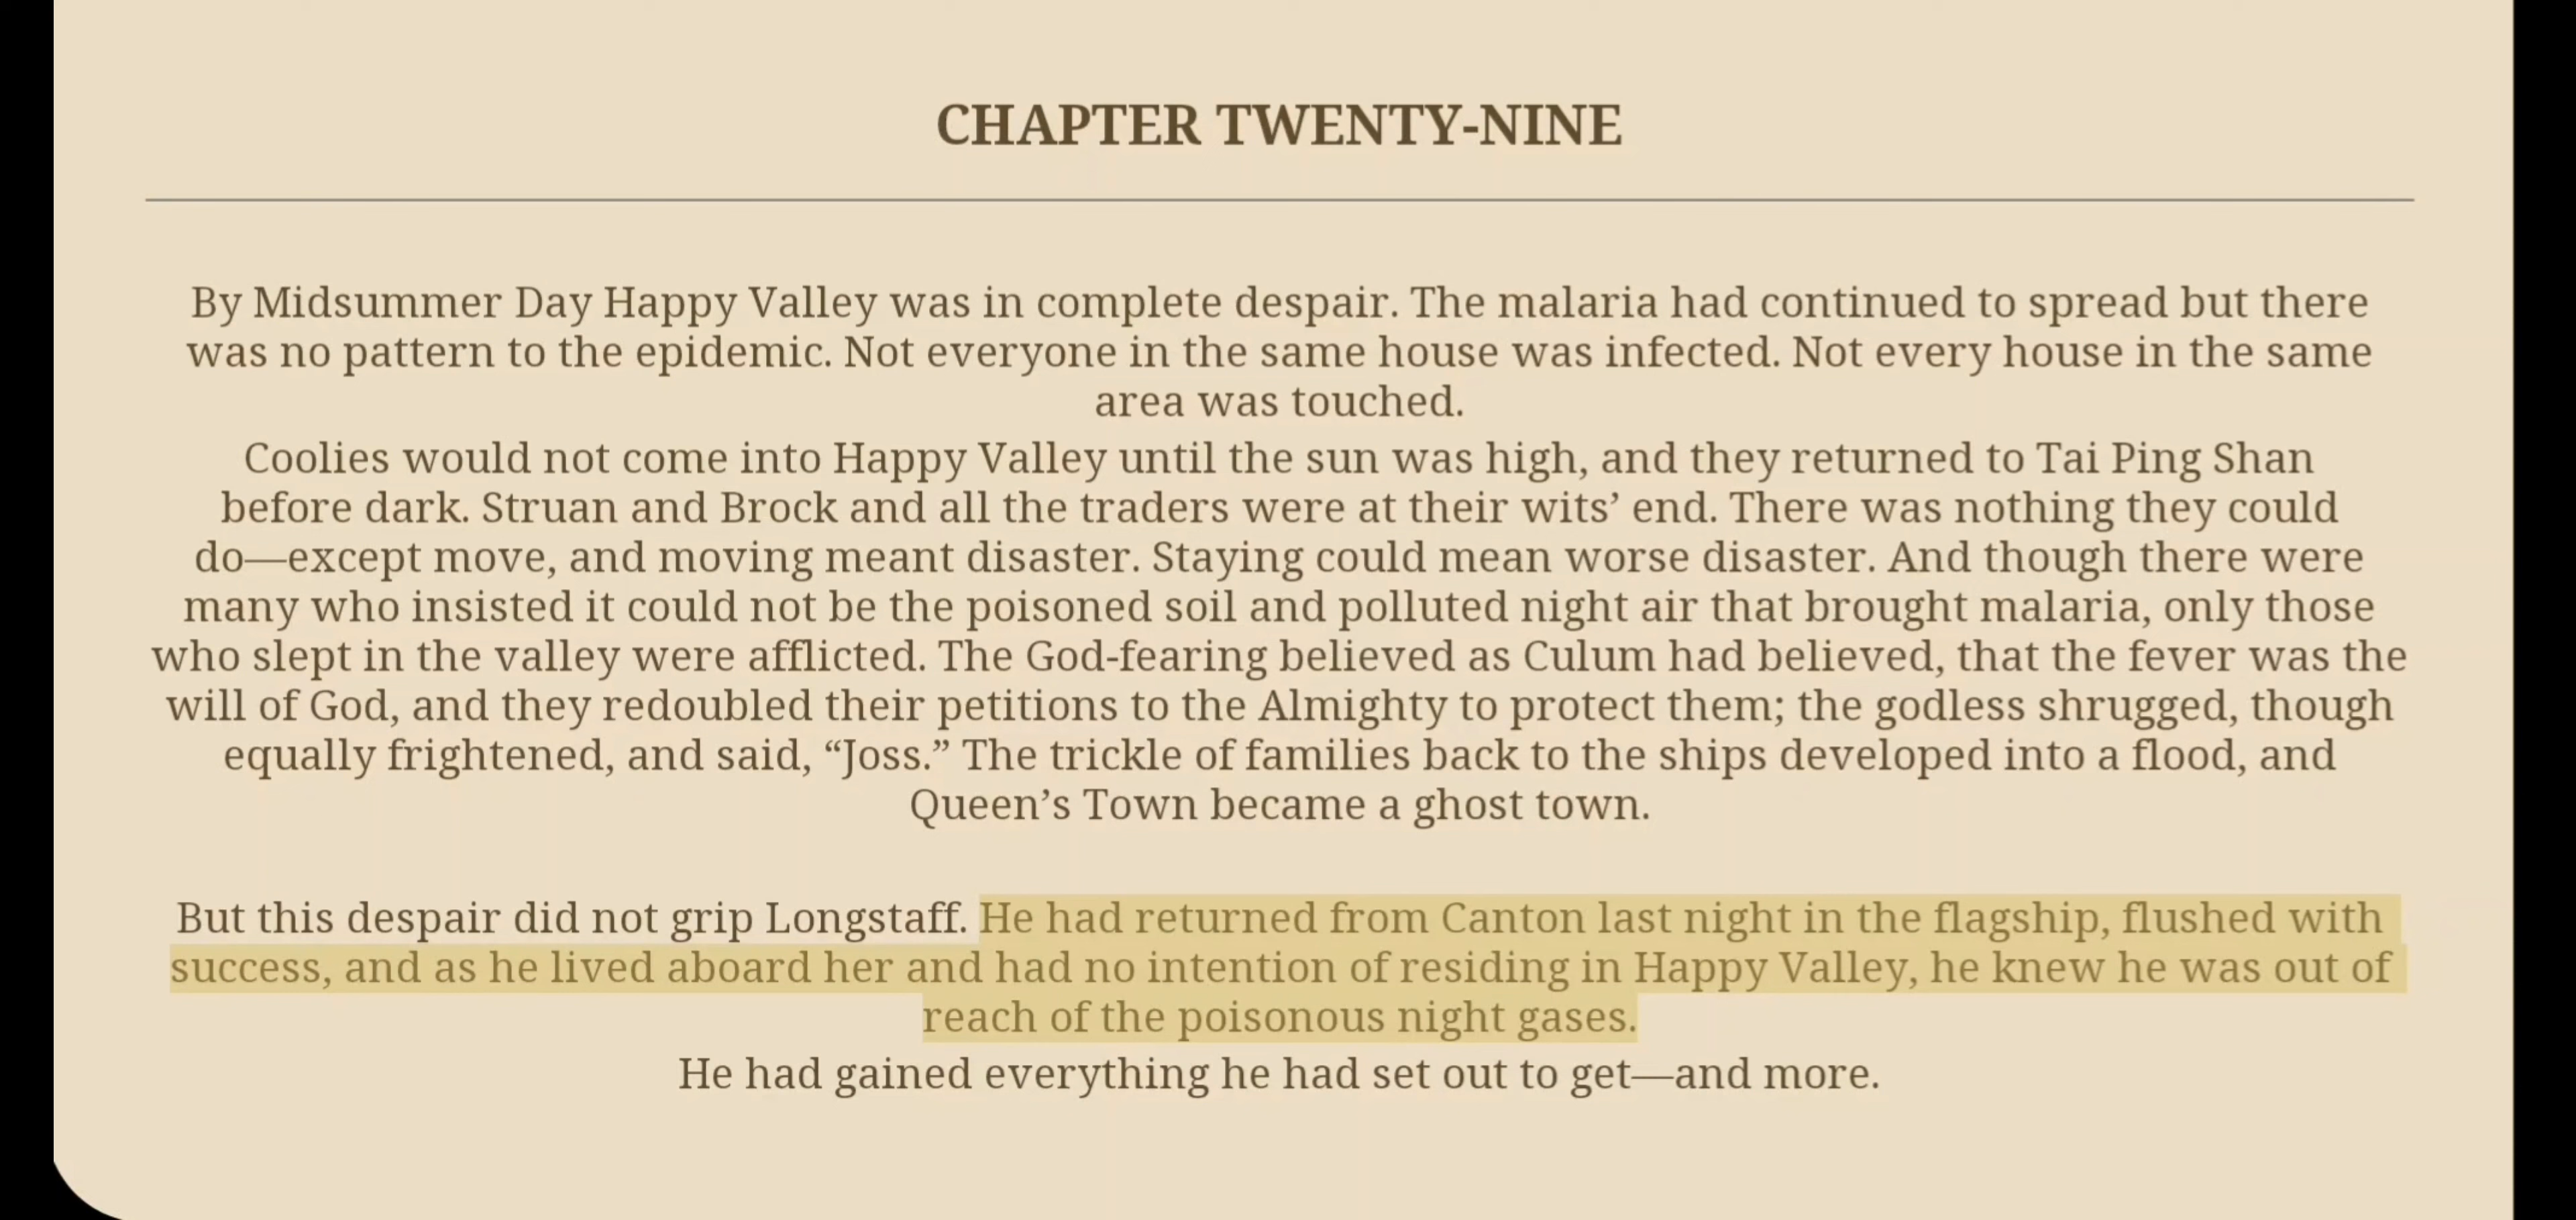 CHAPTER TWENTY-NINE
By Midsummer Day Happy Valley was in complete despair. The malaria had continued to spread but there
was no pattern to the epidemic. Not everyone in the same house was infected. Not every house in the same
area was touched.
Coolies would not come into Happy Valley until the sun was high, and they returned to Tai Ping Shan
before dark. Struan and Brock and all the traders were at their wits’ end. There was nothing they could
do—except move, and moving meant disaster. Staying could mean worse disaster. And though there were
many who insisted it could not be the poisoned soil and polluted night air that brought malaria, only those
who slept in the valley were afflicted. The God-fearing believed as Culum had believed, that the fever was the
will of God, and they redoubled their petitions to the Almighty to protect them; the godless shrugged, though
equally frightened, and said, “Joss.” The trickle of families back to the ships developed into a flood, and
Queen’s Town became a ghost town.
But this despair did not grip Longstaff. He had returned from Canton last night in the flagship, flushed with
success, and as he lived aboard her and had no intention of residing in Happy Valley, he knew he was out of
reach of the poisonous night gases.
He had gained everything he had set out to get—and more.